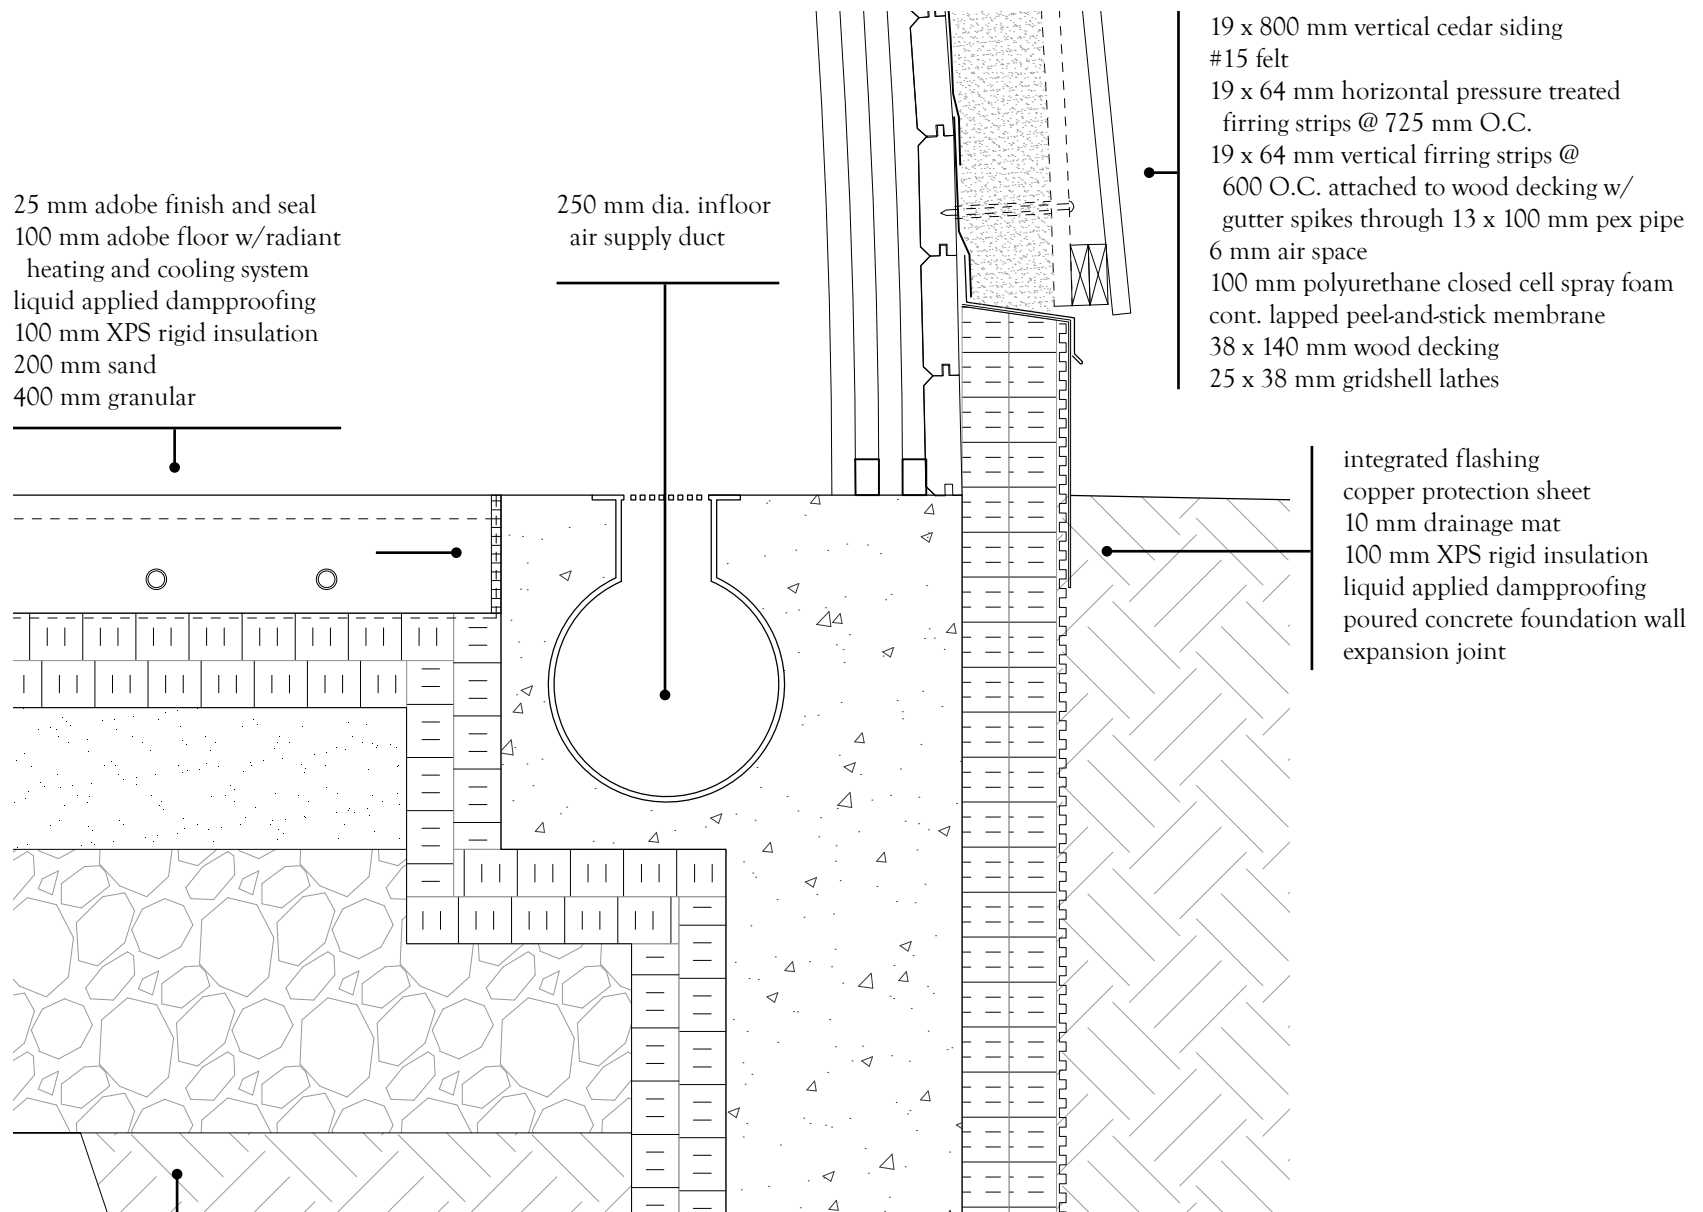 25 mm adobe finish and seal
100 mm adobe floor w/radiant
heating and cooling system
liquid applied dampproofing
100 mm XPS rigid insulation
200 mm sand
400 mm granular
250 mm dia. infloor
air supply duct
19 x 800 mm vertical cedar siding
#15 felt
19 x 64 mm horizontal pressure treated
firring strips @ 725 mm O.C.
19 x 64 mm vertical firring strips @
600 O.C. attached to wood decking w/
gutter spikes through 13 x 100 mm pex pipe
6 mm air space
100 mm polyurethane closed cell spray foam
cont. lapped peel-and-stick membrane
38 x 140 mm wood decking
25 x 38 mm gridshell lathes
integrated flashing
copper protection sheet
10 mm drainage mat
100 mm XPS rigid insulation
liquid applied dampproofing
poured concrete foundation wall
expansion joint